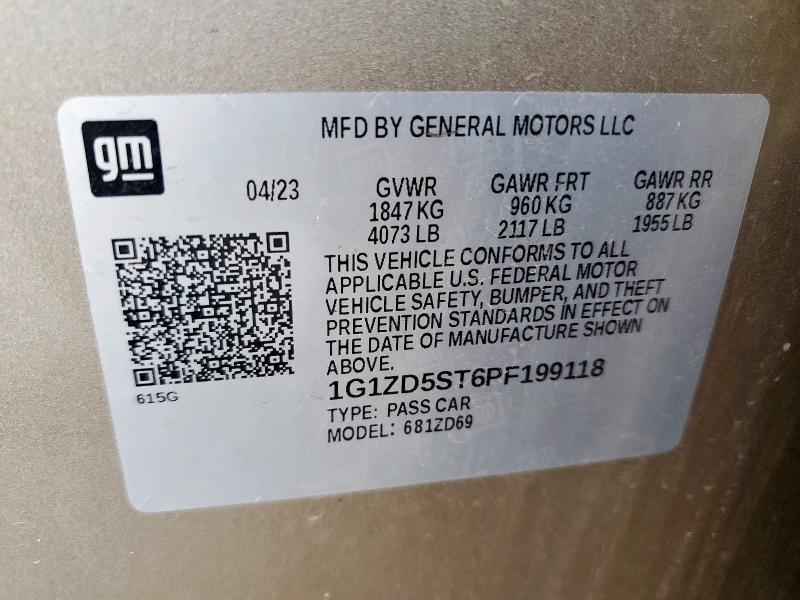 gm
MFD BY GENERAL MOTORS LLC
04/23
GVWR
1847 KG
4073 LB
GAWR FRT
960 KG
2117 LB
GAWR RR
887 KG
1955 LB
THIS VEHICLE CONFORMS TO ALL
APPLICABLE U.S. FEDERAL MOTOR
VEHICLE SAFETY, BUMPER, AND THEFT
PREVENTION STANDARDS IN EFFECT ON
THE DATE OF MANUFACTURE SHOWN
ABOVE.
1G1ZD5ST6PF199118
TYPE: PASS CAR
MODEL: 681ZD69
615G